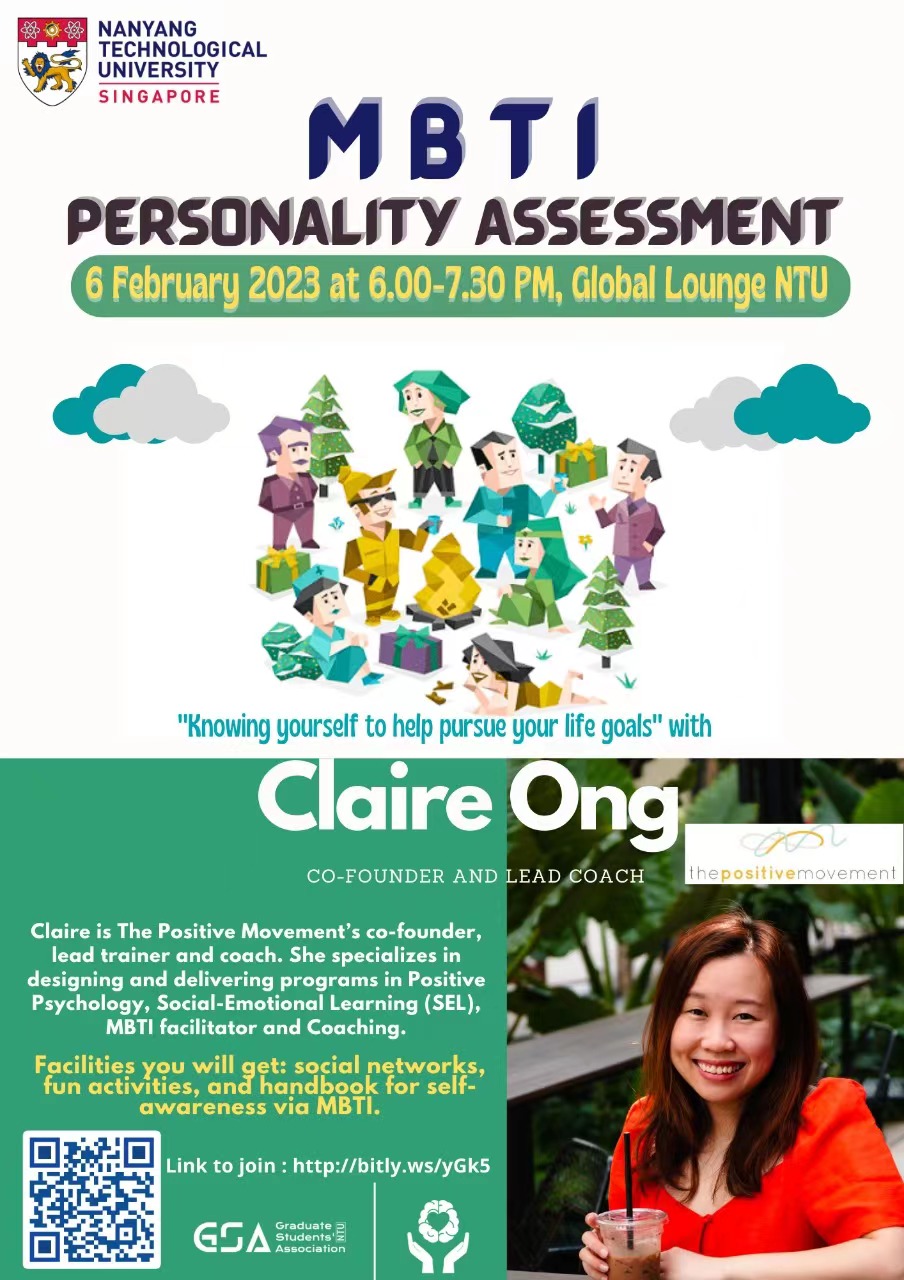 NANYANG
TECHNOLOGICAL
UNIVERSITY
SINGAPORE
MBTI
PERSONALITY ASSESSMENT
6 February 2023 at 6.00-7.30 PM, Global Lounge NTU
"Knowing yourself to help pursue your life goals" with
Claire Ong
CO-FOUNDER AND LEAD COACH
thepositivemovement
Claire is The Positive Movement's co-founder,
lead trainer and coach. She specializes in
designing and delivering programs in Positive
Psychology, Social-Emotional Learning (SEL),
MBTI facilitator and Coaching.
Facilities you will get: social networks,
fun activities, and handbook for self-
awareness via MBTI.
Link to join : http://bitly.ws/yGk5
GSA
Graduate
Students'
Association
NTU